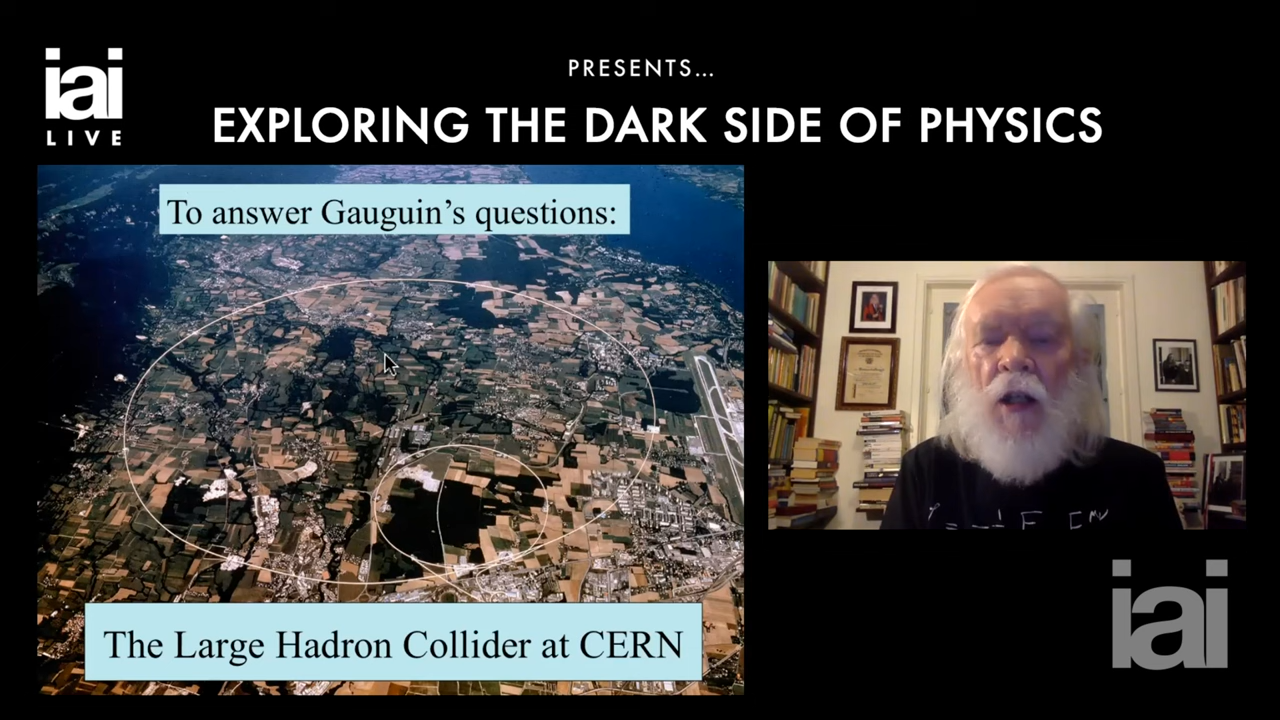 iai
LIVE
PRESENTS...
EXPLORING THE DARK SIDE OF PHYSICS
To answer Gauguin's questions:
The Large Hadron Collider at CERN
iai